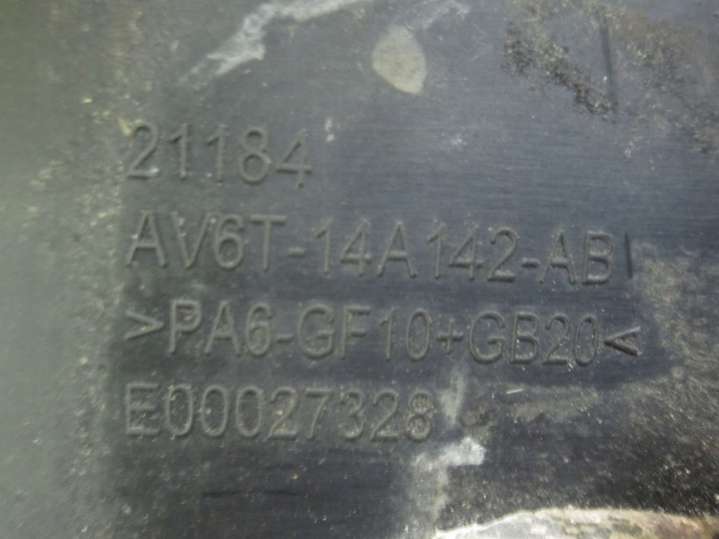 21184
AV6T-14A142-AB
>PA6-GF10+GB20<
E00027328